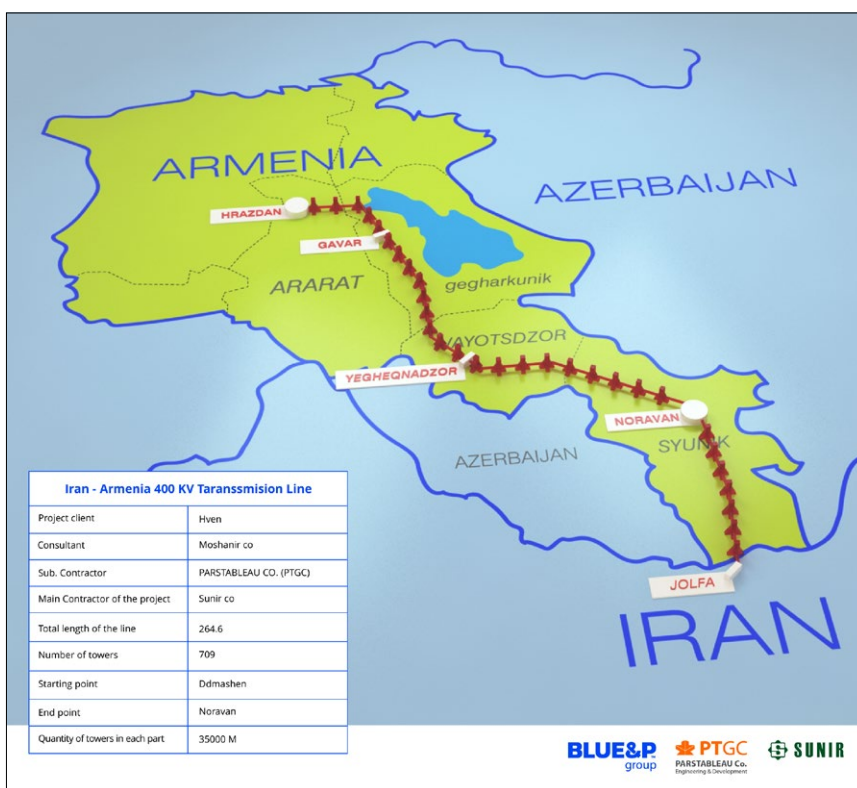 ARMENIA
AZERBAIJAN
HRAZDAN
GAVAR
ARARAT
gegharkunik
VAYOTSDZOR
YEGHEQNADZOR
NORAVAN
AZERBAIJAN
SYUNIK
JOLFA
IRAN
Iran - Armenia 400 KV Taranssmision Line
Project client Hven
Consultant Moshanir co
Sub. Contractor PARSTABLEAU CO. (PTGC)
Main Contractor of the project Sunir co
Total length of the line 264.6
Number of towers 709
Starting point Ddmashen
End point Noravan
Quantity of towers in each part 35000 M
BLUE&P
group
PTGC
PARSTABLEAU Co.
Engineering & Development
SUNIR